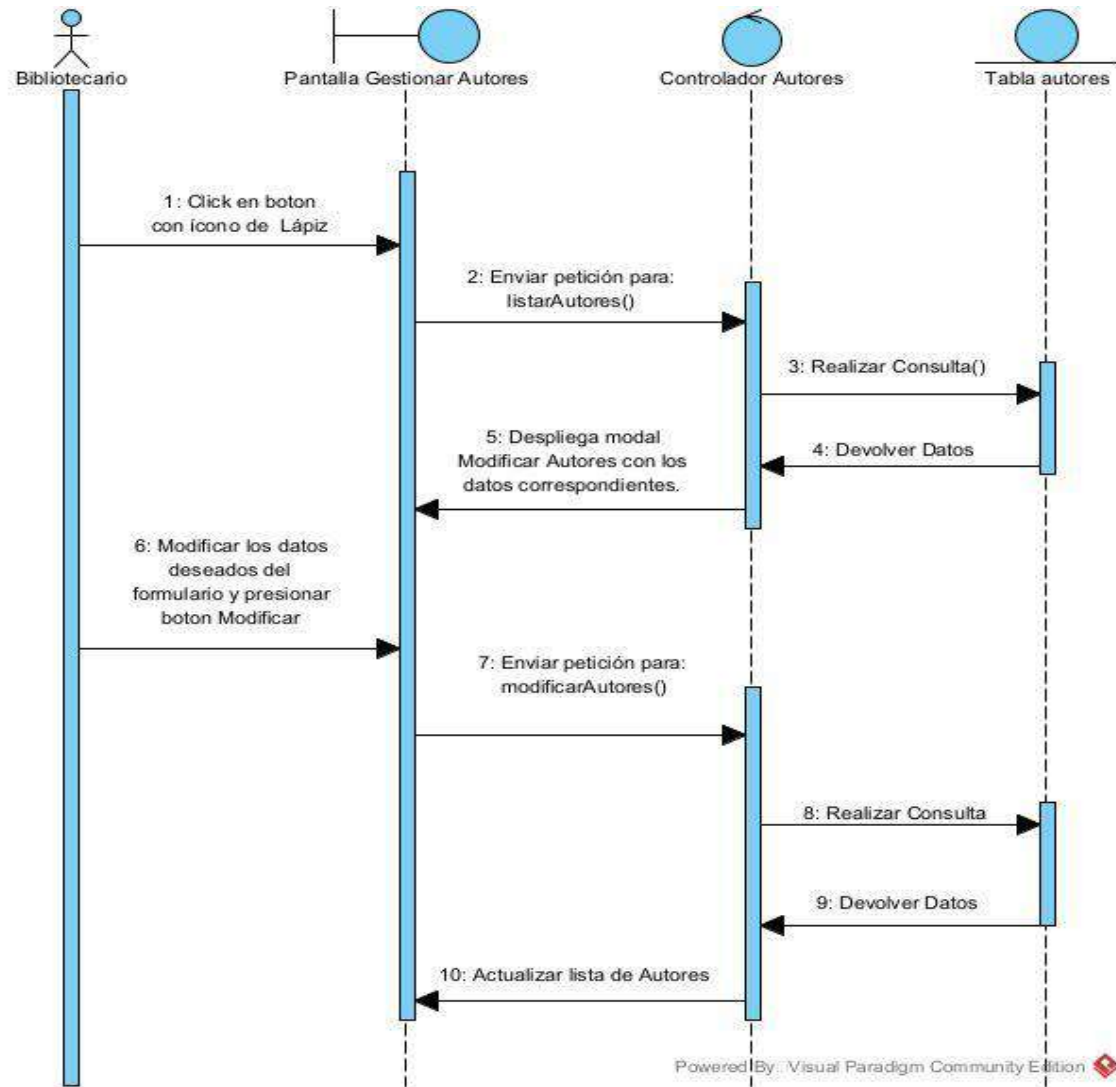 Bibliotecario
Pantalla Gestionar Autores
Controlador Autores
Tabla autores
1: Click en boton
con ícono de Lápiz
2: Enviar petición para:
listarAutores()
3: Realizar Consulta()
4: Devolver Datos
5: Despliega modal
Modificar Autores con los
datos correspondientes.
6: Modificar los datos
deseados del
formulario y presionar
boton Modificar
7: Enviar petición para:
modificarAutores()
8: Realizar Consulta
9: Devolver Datos
10: Actualizar lista de Autores
Powered By Visual Paradigm Community Edition